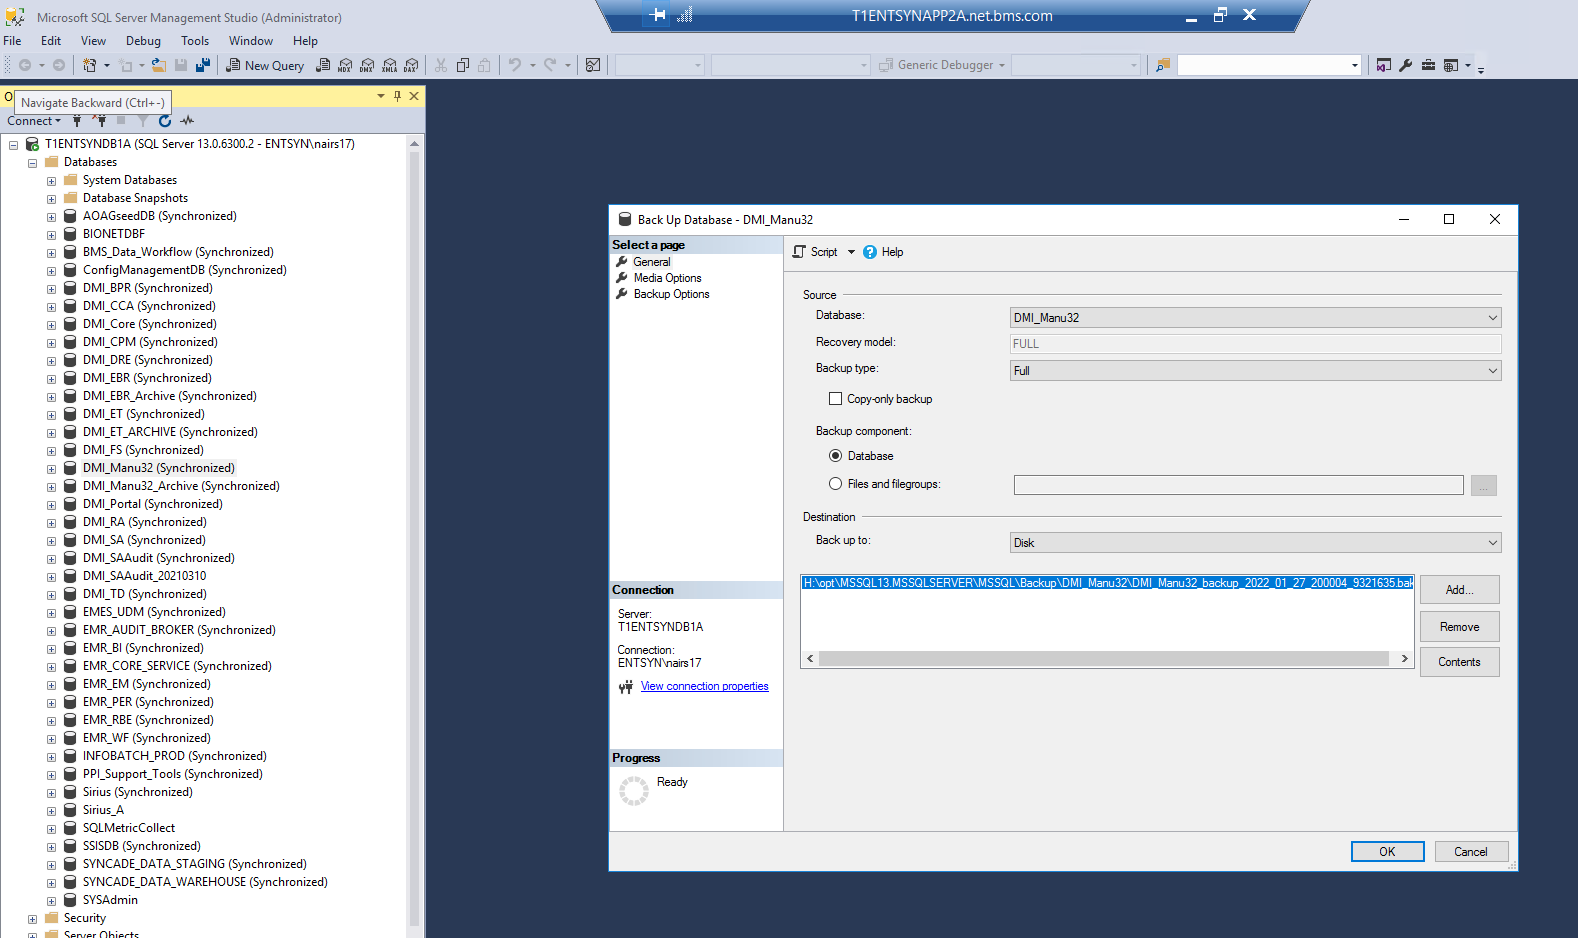 Microsoft SQL Server Management Studio (Administrator)
T1ENTSYNAPP2A.net.bms.com
File Edit View Debug Tools Window Help
New Query
MDX
DMX
XMLA
DAX
Generic Debugger
O
Navigate Backward (Ctrl+-)
Connect
T1ENTSYNDB1A (SQL Server 13.0.6300.2 - ENTSYN\nairs17)
Databases
System Databases
Database Snapshots
AOAGseedDB (Synchronized)
BIONETDBF
BMS_Data_Workflow (Synchronized)
ConfigManagementDB (Synchronized)
DMI_BPR (Synchronized)
DMI_CCA (Synchronized)
DMI_Core (Synchronized)
DMI_CPM (Synchronized)
DMI_DRE (Synchronized)
DMI_EBR (Synchronized)
DMI_EBR_Archive (Synchronized)
DMI_ET (Synchronized)
DMI_ET_ARCHIVE (Synchronized)
DMI_FS (Synchronized)
DMI_Manu32 (Synchronized)
DMI_Manu32_Archive (Synchronized)
DMI_Portal (Synchronized)
DMI_RA (Synchronized)
DMI_SA (Synchronized)
DMI_SAAudit (Synchronized)
DMI_SAAudit_20210310
DMI_TD (Synchronized)
EMES_UDM (Synchronized)
EMR_AUDIT_BROKER (Synchronized)
EMR_BI (Synchronized)
EMR_CORE_SERVICE (Synchronized)
EMR_EM (Synchronized)
EMR_PER (Synchronized)
EMR_RBE (Synchronized)
EMR_WF (Synchronized)
INFOBATCH_PROD (Synchronized)
PPI_Support_Tools (Synchronized)
Sirius (Synchronized)
Sirius_A
SQLMetricCollect
SSISDB (Synchronized)
SYNCADE_DATA_STAGING (Synchronized)
SYNCADE_DATA_WAREHOUSE (Synchronized)
SYSAdmin
Security
Server Objects
Back Up Database - DMI_Manu32
Select a page
General
Media Options
Backup Options
Connection
Server:
T1ENTSYNDB1A
Connection:
ENTSYN\nairs17
View connection properties
Progress
Ready
Script
? Help
Source
Database: DMI_Manu32
Recovery model: FULL
Backup type: Full
Copy-only backup
Backup component:
Database
Files and filegroups: ...
Destination
Back up to: Disk
H:\opt\MSSQL13.MSSQLSERVER\MSSQL\Backup\DMI_Manu32\DMI_Manu32_backup_2022_01_27_200004_9321635.bak
Add...
Remove
Contents
OK Cancel